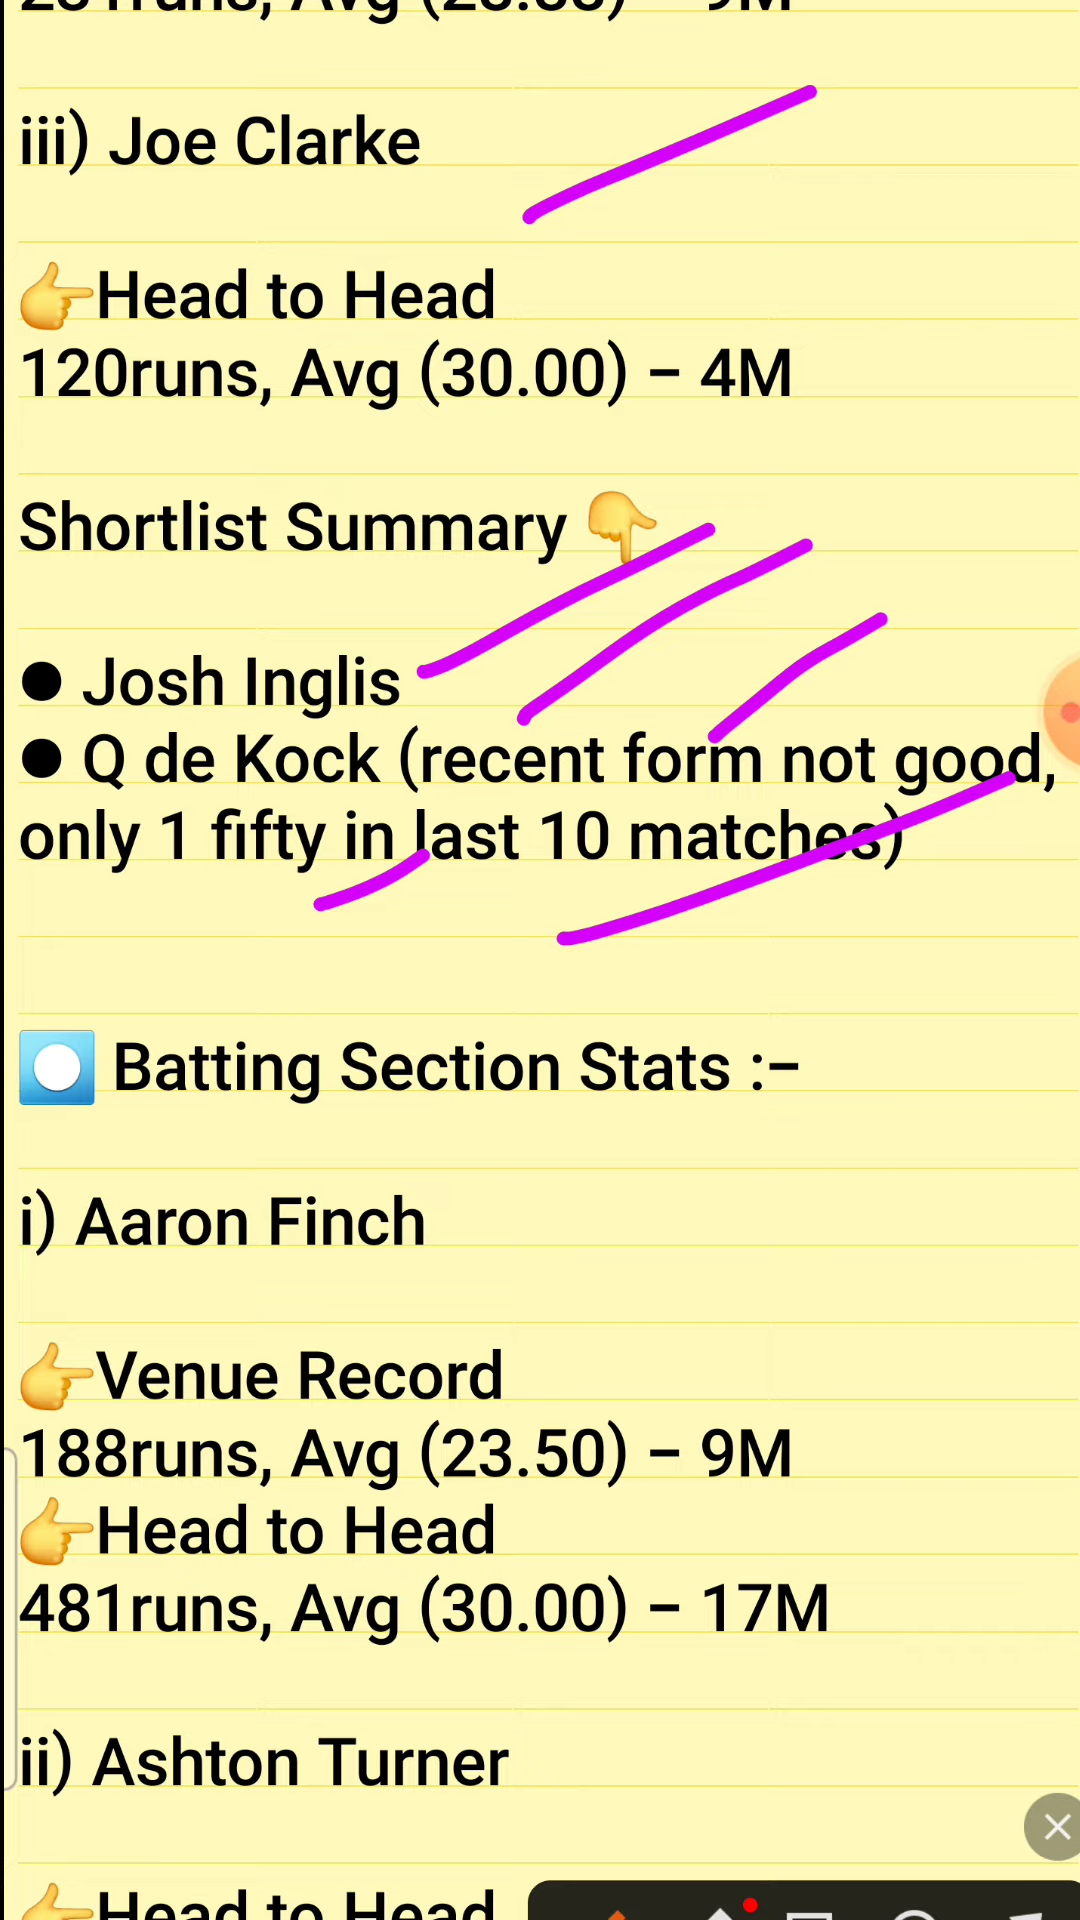 iii) Joe Clarke
👉Head to Head
120runs, Avg (30.00) – 4M
Shortlist Summary 👇
● Josh Inglis
● Q de Kock (recent form not good,
only 1 fifty in last 10 matches)
Batting Section Stats :–
i) Aaron Finch
👉Venue Record
188runs, Avg (23.50) – 9M
👉Head to Head
481runs, Avg (30.00) – 17M
ii) Ashton Turner
👉Head to Head